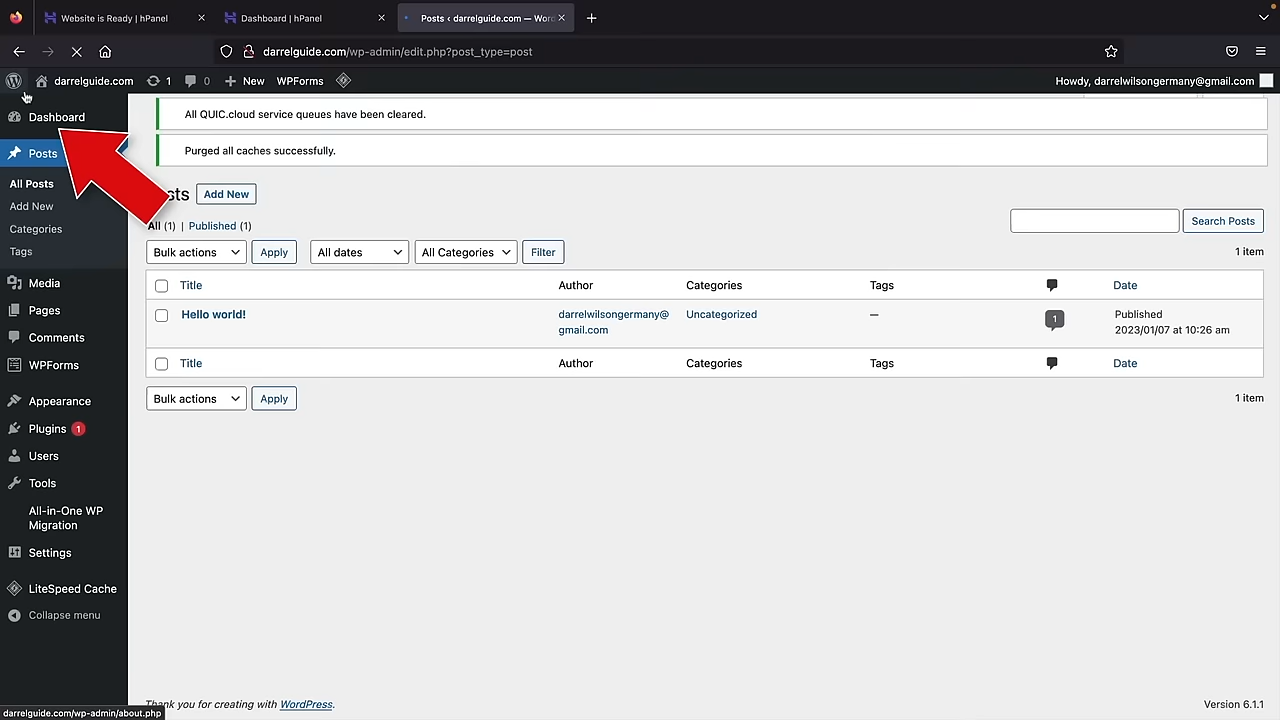 Website is Ready | hPanel
Dashboard | hPanel
Posts ‹ darrelguide.com — Wor
darrelguide.com/wp-admin/edit.php?post_type=post
darrelguide.com 1 0 New WPForms
Howdy, darrelwilsongermany@gmail.com
Dashboard
Posts
All Posts
Add New
Categories
Tags
Media
Pages
Comments
WPForms
Appearance
Plugins 1
Users
Tools
All-in-One WP
Migration
Settings
LiteSpeed Cache
Collapse menu
All QUIC.cloud service queues have been cleared.
Purged all caches successfully.
sts Add New
All (1) | Published (1)
Search Posts
Bulk actions Apply All dates All Categories Filter
1 item
Title Author Categories Tags Date
Hello world! darrelwilsongermany@ Uncategorized — 1 Published
gmail.com 2023/01/07 at 10:26 am
Title Author Categories Tags Date
Bulk actions Apply
1 item
Thank you for creating with WordPress.
Version 6.1.1
darrelguide.com/wp-admin/about.php